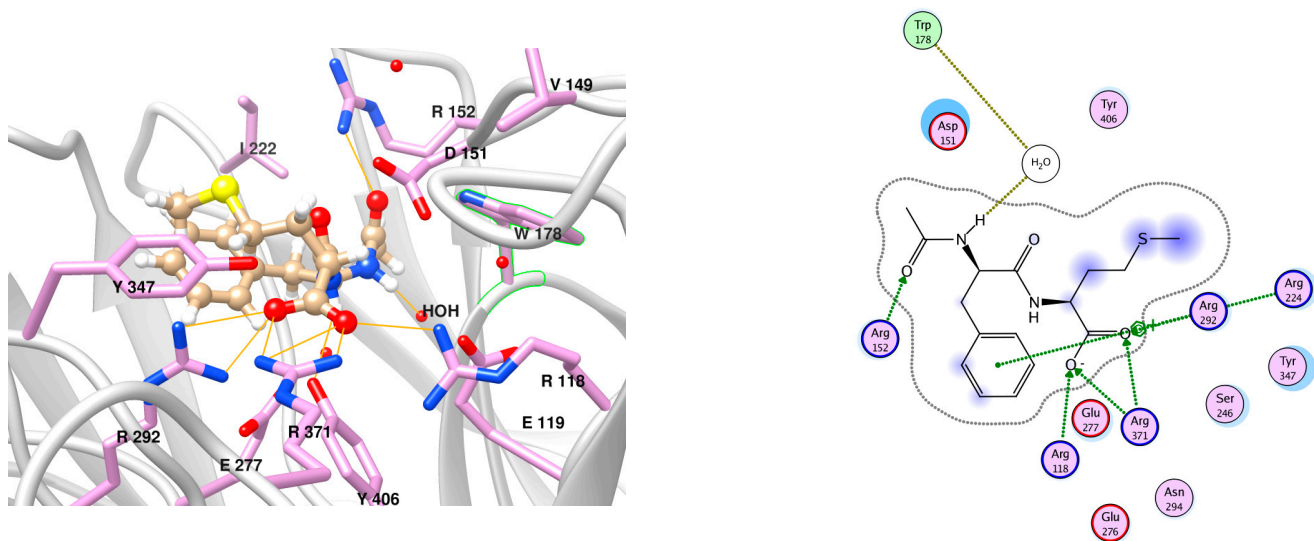 V 149
R 152
I 222
D 151
W 178
Y 347
HOH
R 118
R 292
R 371
E 119
E 277
Y 406
Trp
178
Tyr
406
Asp
151
H₂O
H
N
O
O
S
Arg
224
Arg
292
N
H
Arg
152
O
+
O⁻
Tyr
347
Ser
246
Glu
277
Arg
371
Arg
118
Asn
294
Glu
276